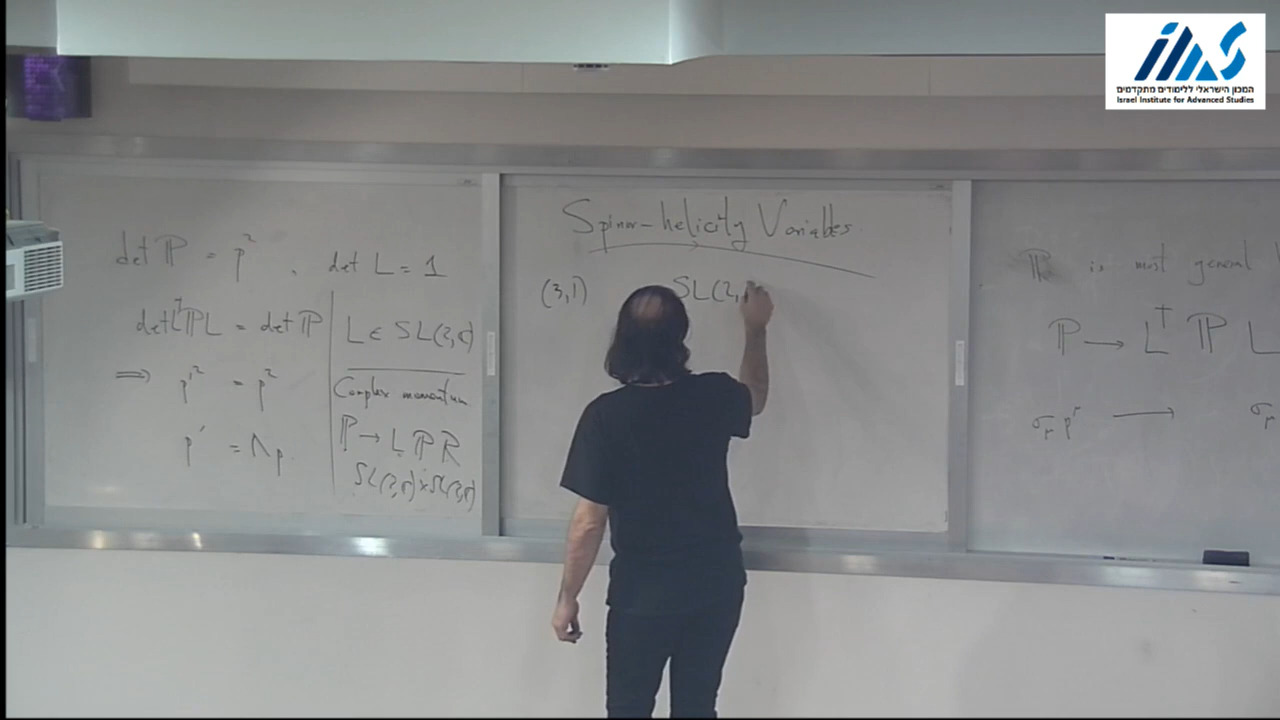 המכון הישראלי ללימודים מתקדמים
Israel Institute for Advanced Studies
det ℙ = p² , det L = 1
det L†ℙL = det ℙ
⟹ p'² = p²
p' = Λp
L ∈ SL(2,ℂ)
Complex momentum
ℙ → LℙR
SL(2,ℂ) × SL(2,ℂ)
Spinor-helicity Variables
(3,1) SL(2,
is most general
ℙ → L† ℙ L
σ_μ p^μ →